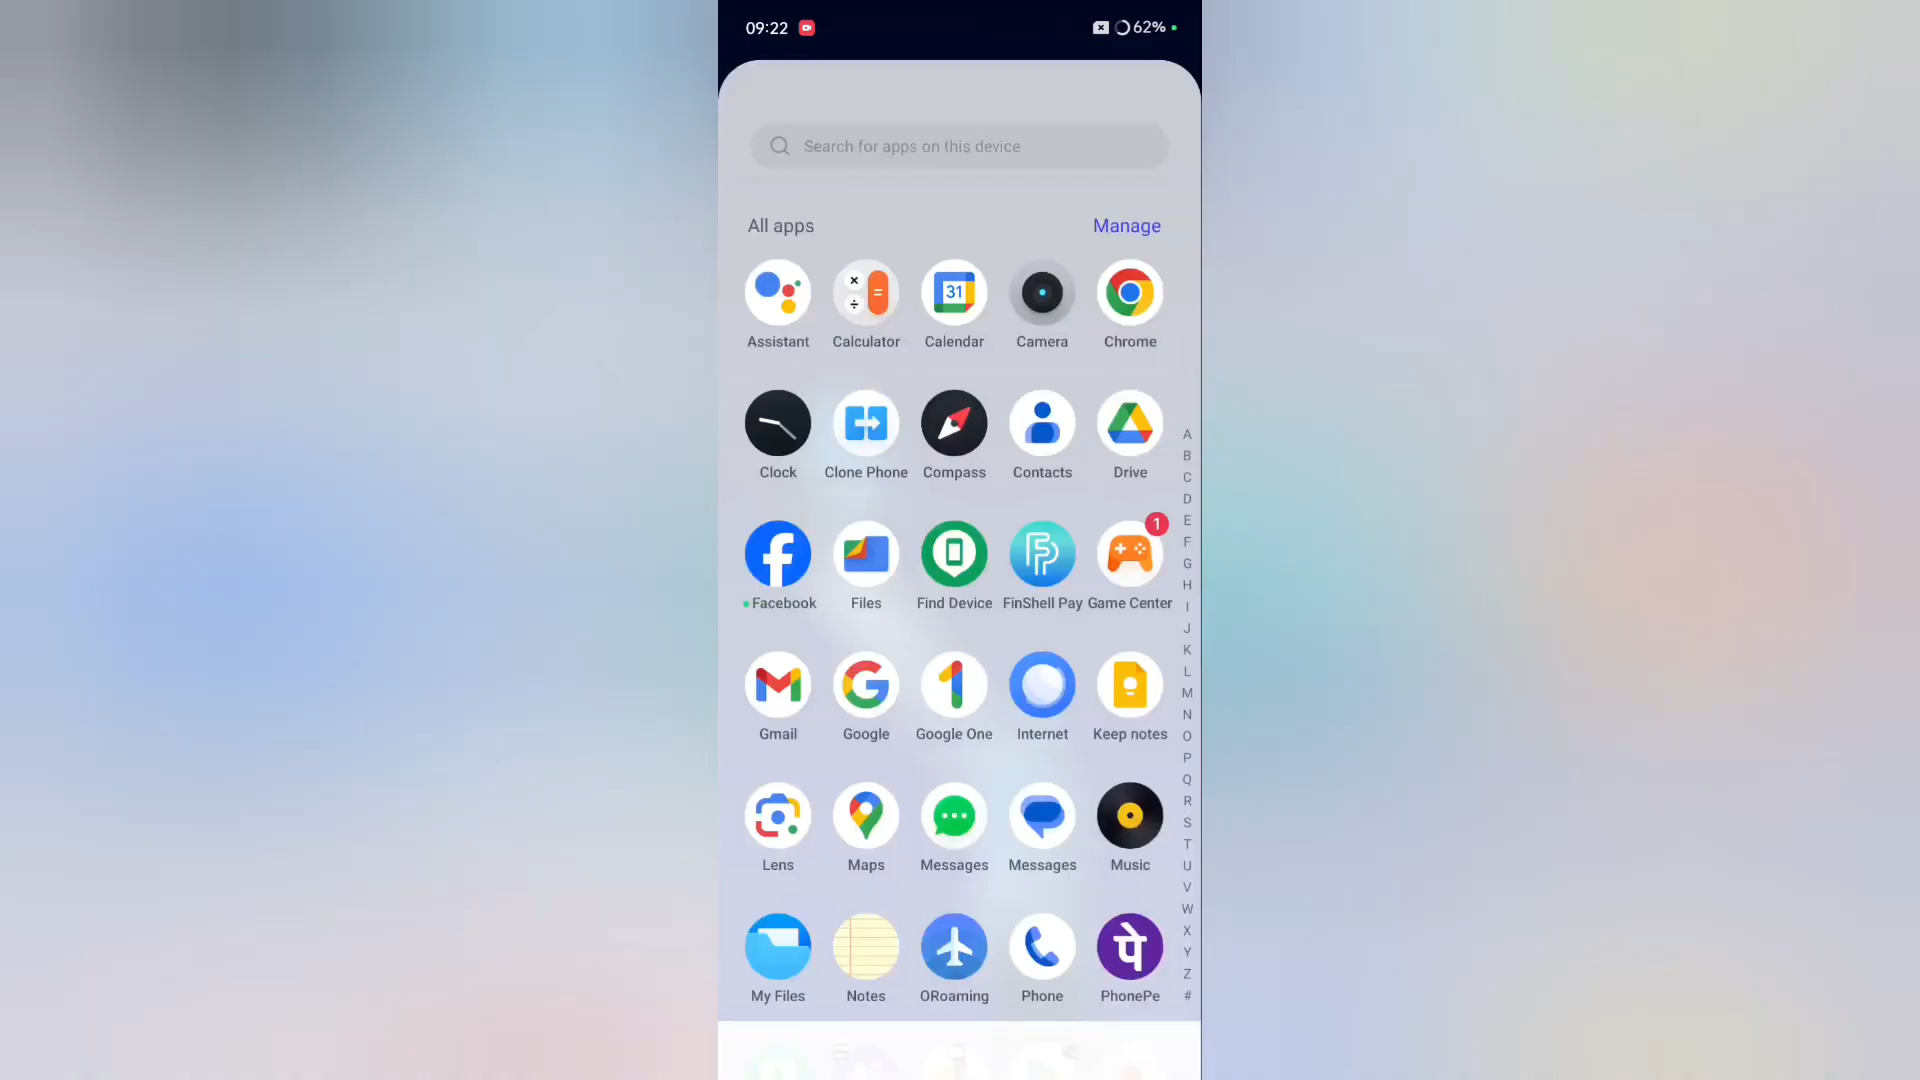 09:22
62%
Search for apps on this device
All apps
Manage
31
Assistant
Calculator
Calendar
Camera
Chrome
Clock
Clone Phone
Compass
Contacts
Drive
1
Facebook
Files
Find Device
FinShell Pay
Game Center
Gmail
Google
Google One
Internet
Keep notes
Lens
Maps
Messages
Messages
Music
पे
My Files
Notes
ORoaming
Phone
PhonePe
A
B
C
D
E
F
G
H
I
J
K
L
M
N
O
P
Q
R
S
T
U
V
W
X
Y
Z
#